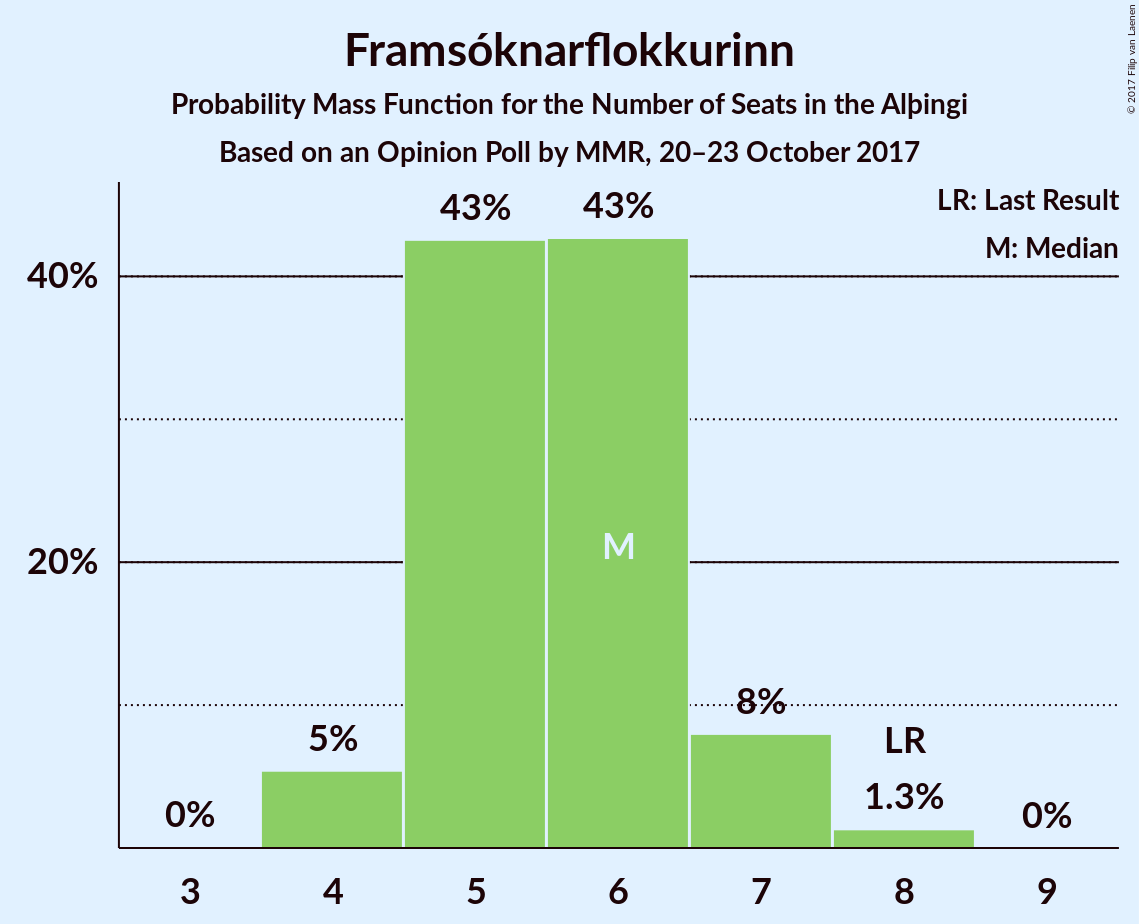 Framsóknarflokkurinn
Probability Mass Function for the Number of Seats in the Alþingi
Based on an Opinion Poll by MMR, 20–23 October 2017
© 2017 Filip van Laenen
LR: Last Result
M: Median
43%
43%
40%
M
20%
8%
5%
LR
1.3%
0%
0%
3
4
5
6
7
8
9